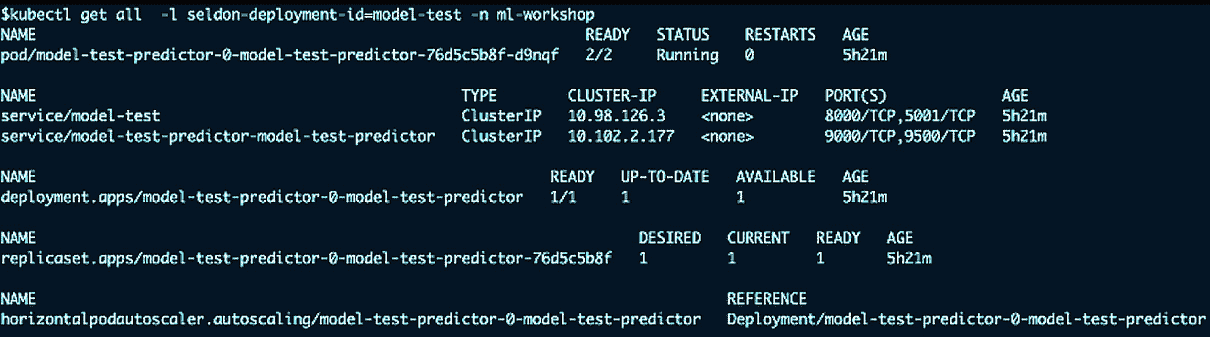 $kubectl get all  -l seldon-deployment-id=model-test -n ml-workshop
NAME READY STATUS RESTARTS AGE
pod/model-test-predictor-0-model-test-predictor-76d5c5b8f-d9nqf 2/2 Running 0 5h21m
NAME TYPE CLUSTER-IP EXTERNAL-IP PORT(S) AGE
service/model-test ClusterIP 10.98.126.3 <none> 8000/TCP,5001/TCP 5h21m
service/model-test-predictor-model-test-predictor ClusterIP 10.102.2.177 <none> 9000/TCP,9500/TCP 5h21m
NAME READY UP-TO-DATE AVAILABLE AGE
deployment.apps/model-test-predictor-0-model-test-predictor 1/1 1 1 5h21m
NAME DESIRED CURRENT READY AGE
replicaset.apps/model-test-predictor-0-model-test-predictor-76d5c5b8f 1 1 1 5h21m
NAME REFERENCE
horizontalpodautoscaler.autoscaling/model-test-predictor-0-model-test-predictor Deployment/model-test-predictor-0-model-test-predictor